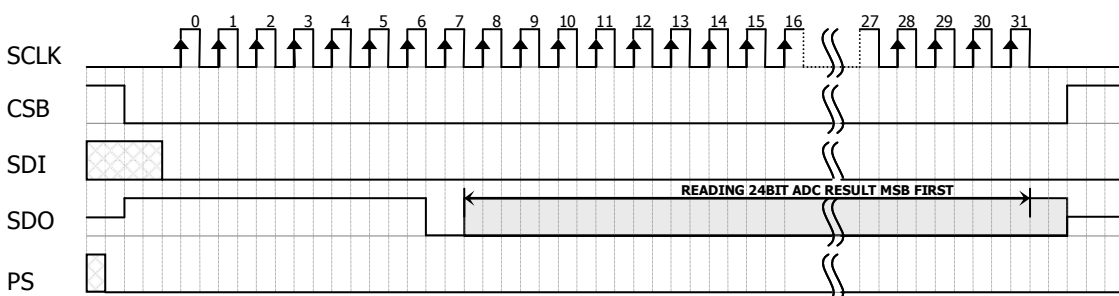 0 1 2 3 4 5 6 7 8 9 10 11 12 13 14 15 16 27 28 29 30 31
SCLK
CSB
SDI
READING 24BIT ADC RESULT MSB FIRST
SDO
PS